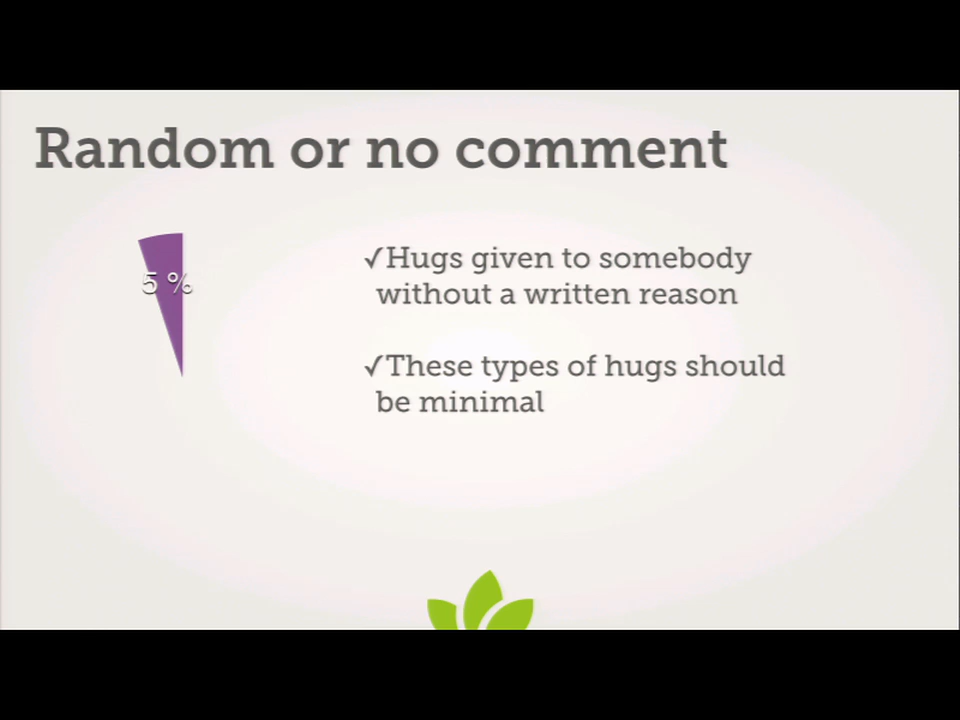 Random or no comment
5 %
✓Hugs given to somebody
without a written reason
✓These types of hugs should
be minimal